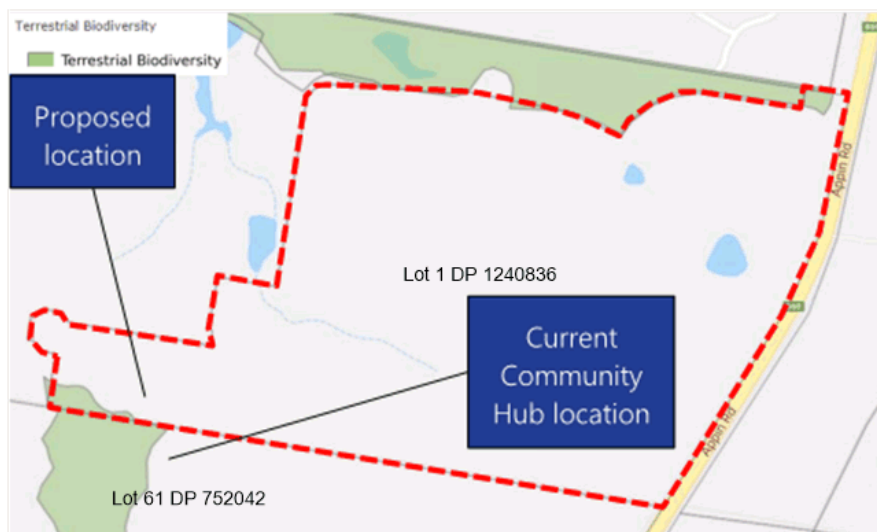 Terrestrial Biodiversity
Terrestrial Biodiversity
Proposed
location
Appin Rd
Lot 1 DP 1240836
Current
Community
Hub location
Appin Rd
Lot 61 DP 752042